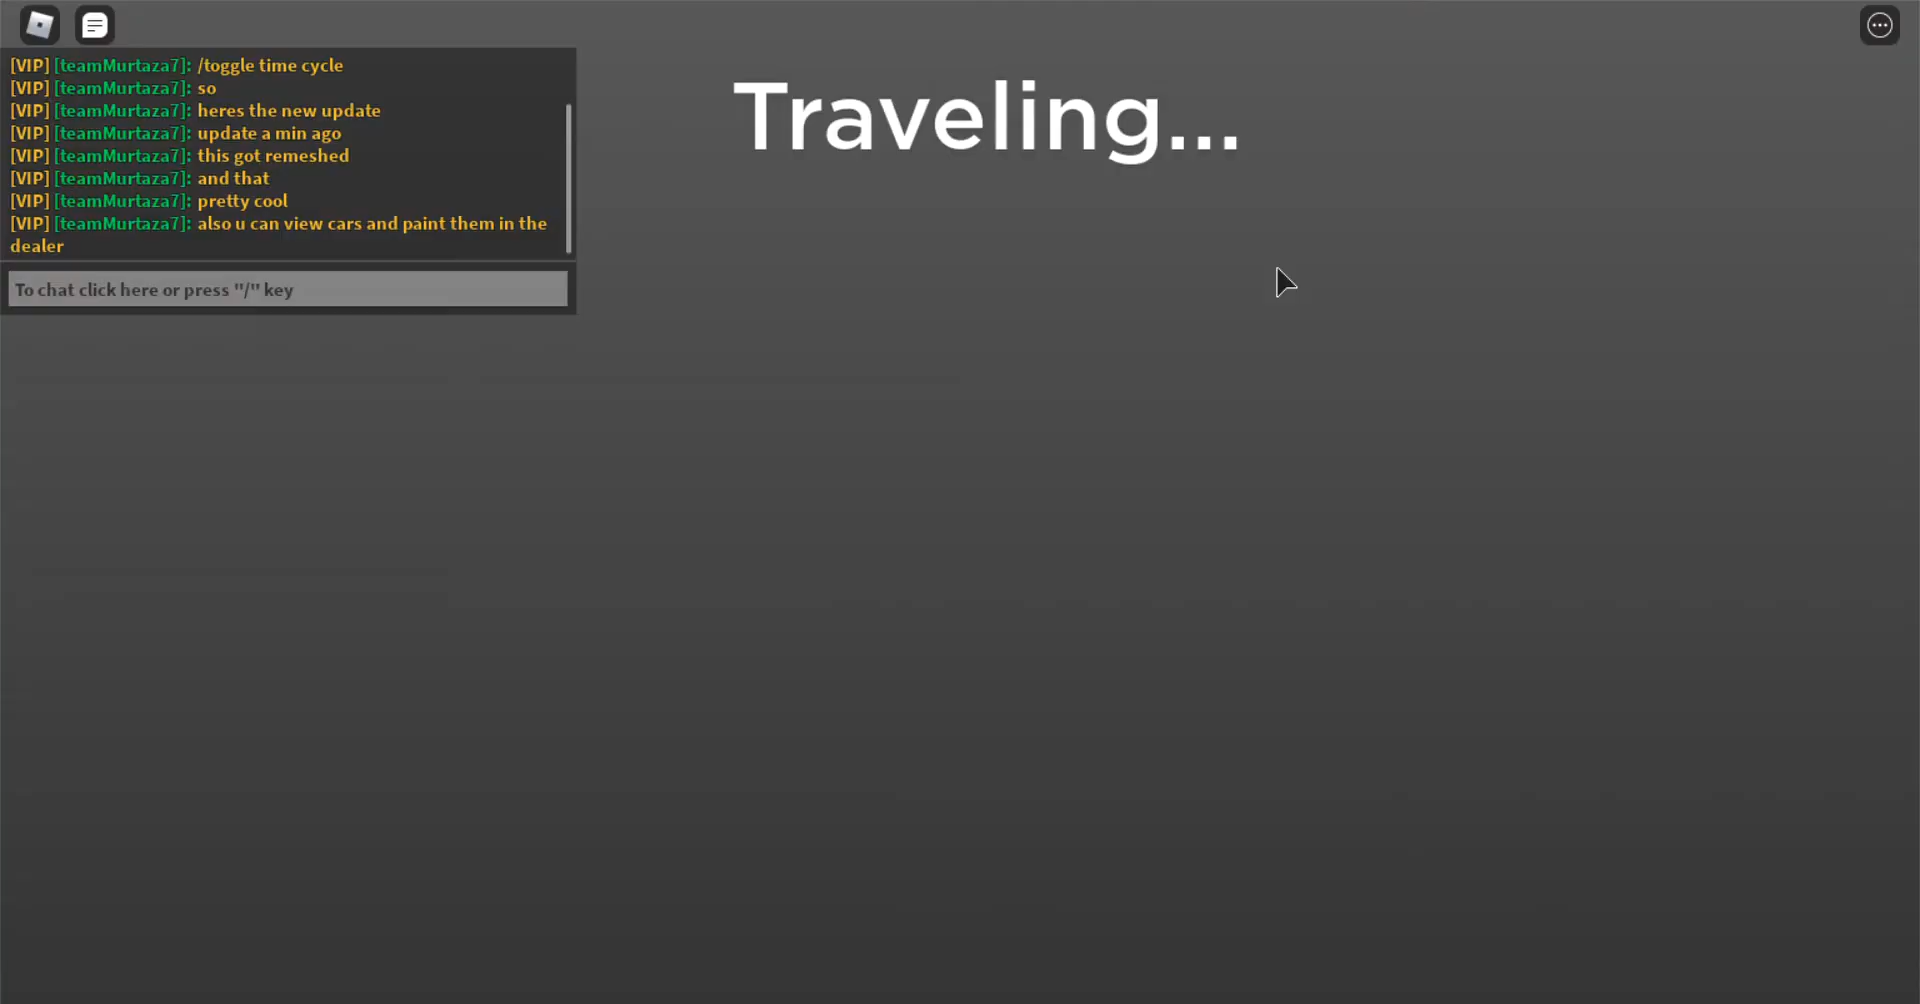 [VIP] [teamMurtaza7]: /toggle time cycle
[VIP] [teamMurtaza7]: so
[VIP] [teamMurtaza7]: heres the new update
[VIP] [teamMurtaza7]: update a min ago
[VIP] [teamMurtaza7]: this got remeshed
[VIP] [teamMurtaza7]: and that
[VIP] [teamMurtaza7]: pretty cool
[VIP] [teamMurtaza7]: also u can view cars and paint them in the
dealer
To chat click here or press "/" key
Traveling...